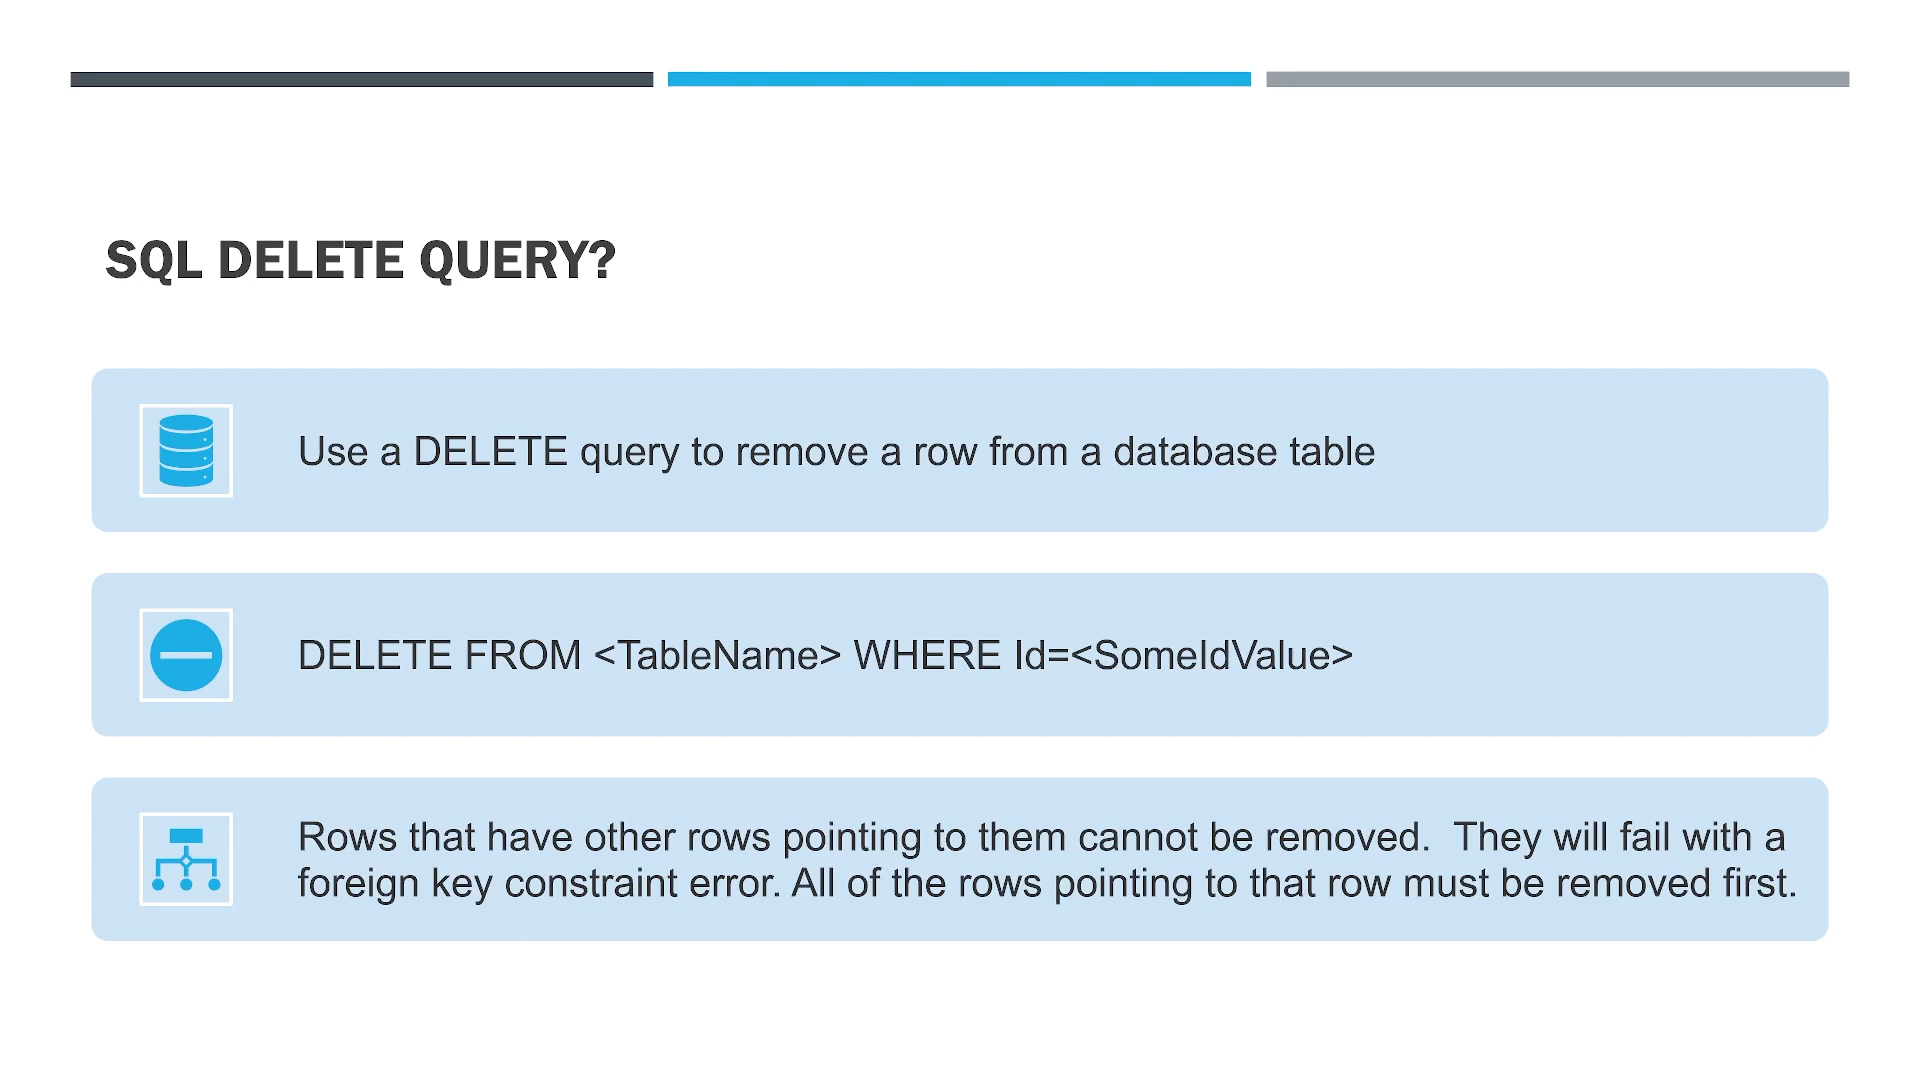 SQL DELETE QUERY?
Use a DELETE query to remove a row from a database table
DELETE FROM <TableName> WHERE Id=<SomeIdValue>
Rows that have other rows pointing to them cannot be removed.  They will fail with a
foreign key constraint error. All of the rows pointing to that row must be removed first.